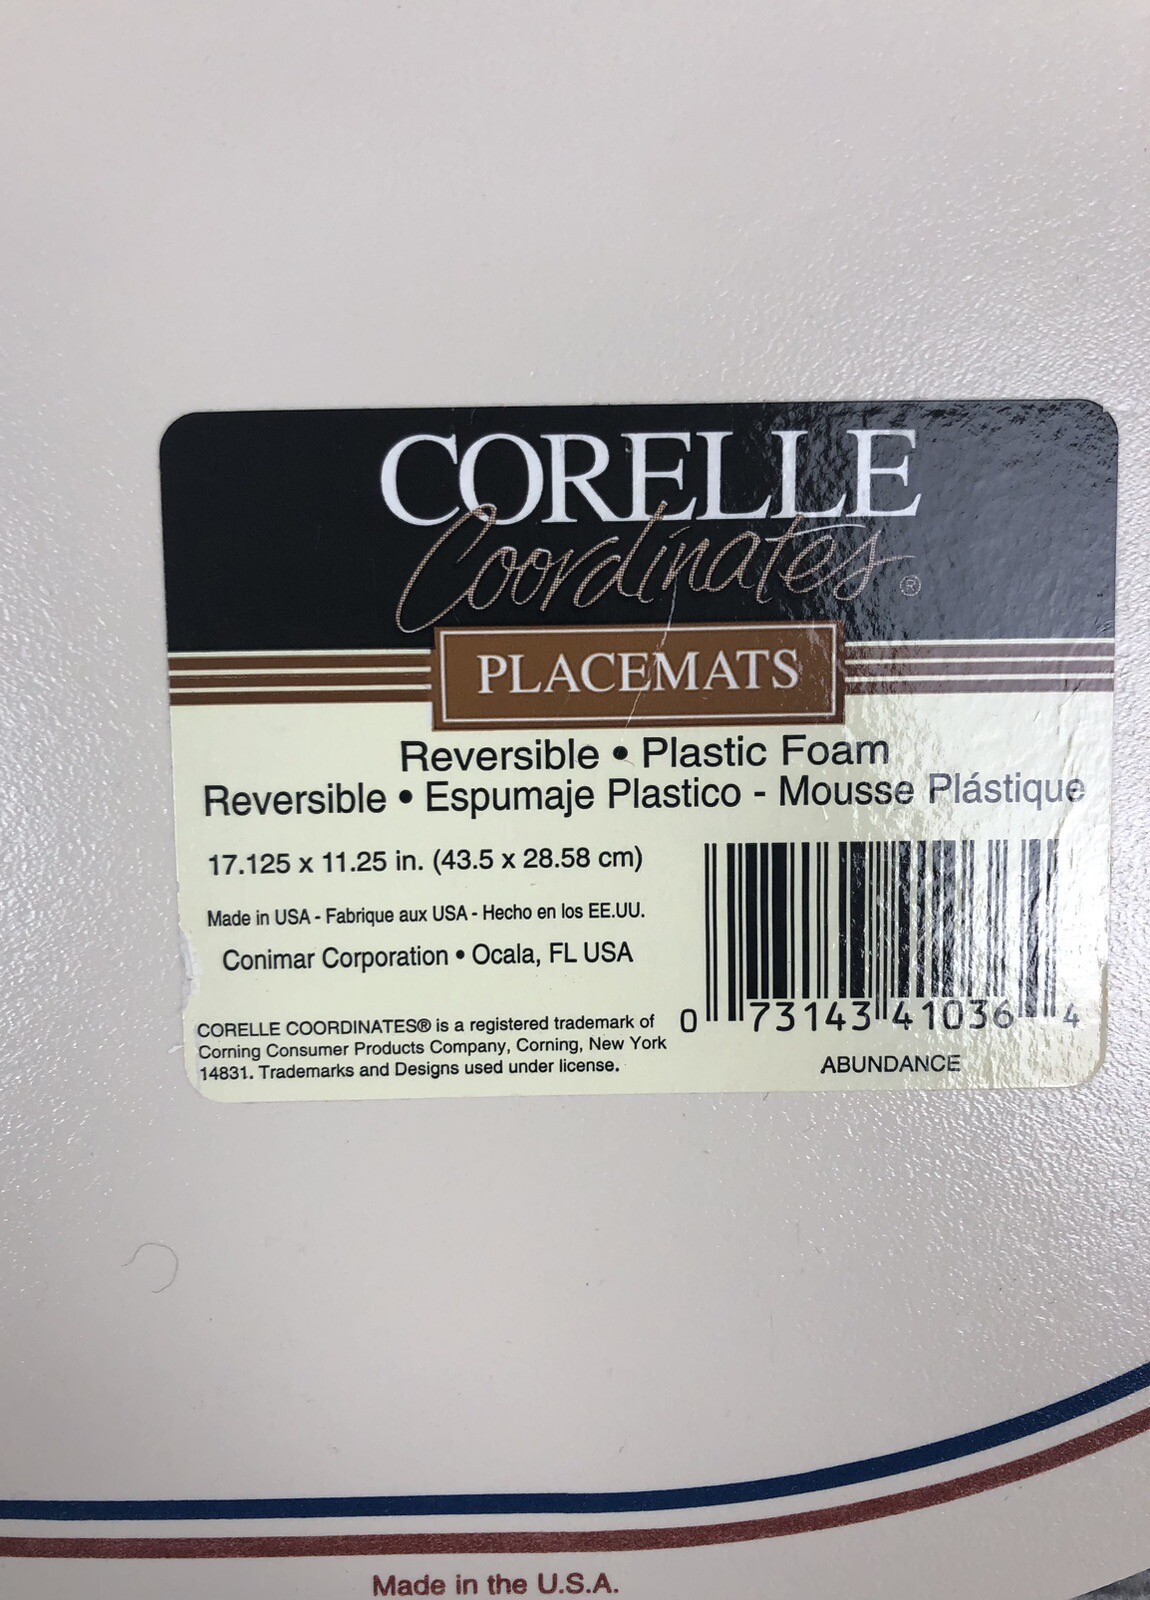 CORELLE
Coordinates®
PLACEMATS
Reversible • Plastic Foam
Reversible • Espumaje Plastico - Mousse Plástique
17.125 x 11.25 in. (43.5 x 28.58 cm)
Made in USA - Fabrique aux USA - Hecho en los EE.UU.
Conimar Corporation • Ocala, FL USA
CORELLE COORDINATES® is a registered trademark of
Corning Consumer Products Company, Corning, New York
14831. Trademarks and Designs used under license.
0 73143 41036 4
ABUNDANCE
Made in the U.S.A.